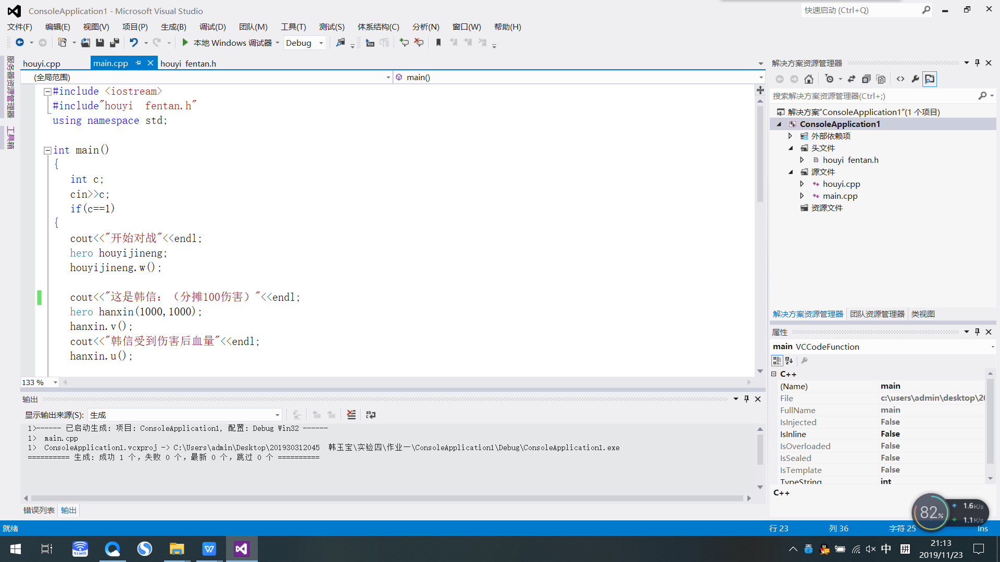 ConsoleApplication1 - Microsoft Visual Studio
快速启动 (Ctrl+Q)
文件(F) 编辑(E) 视图(V) 项目(P) 生成(B) 调试(D) 团队(M) 工具(T) 测试(S) 体系结构(C) 分析(N) 窗口(W) 帮助(H)
本地 Windows 调试器 Debug
服务器资源管理器
工具箱
houyi.cpp main.cpp houyi fentan.h
(全局范围) main()
#include <iostream>
#include"houyi  fentan.h"
using namespace std;
int main()
{
int c;
cin>>c;
if(c==1)
{
cout<<"开始对战"<<endl;
hero houyijineng;
houyijineng.w();
cout<<"这是韩信：（分摊100伤害）"<<endl;
hero hanxin(1000,1000);
hanxin.v();
cout<<"韩信受到伤害后血量"<<endl;
hanxin.u();
133 %
输出
显示输出来源(S): 生成
1>------ 已启动生成: 项目: ConsoleApplication1, 配置: Debug Win32 ------
1>  main.cpp
1>  ConsoleApplication1.vcxproj -> C:\Users\admin\Desktop\201930312045  韩玉宝\实验四\作业一\ConsoleApplication1\Debug\ConsoleApplication1.exe
========== 生成: 成功 1 个，失败 0 个，最新 0 个，跳过 0 个 ==========
错误列表 输出
解决方案资源管理器
搜索解决方案资源管理器(Ctrl+;)
解决方案“ConsoleApplication1”(1 个项目)
ConsoleApplication1
外部依赖项
头文件
houyi fentan.h
源文件
houyi.cpp
main.cpp
资源文件
解决方案资源管理器 团队资源管理器 类视图
属性
main VCCodeFunction
C++
(Name) main
File c:\users\admin\desktop\20
FullName main
IsInjected False
IsInline False
IsOverloaded False
IsSealed False
IsTemplate False
TypeString int
C++
82%
1.6K/s
1.1K/s
就绪 行 23 列 36 字符 25 Ins
91wifi
中 拼
21:13
2019/11/23